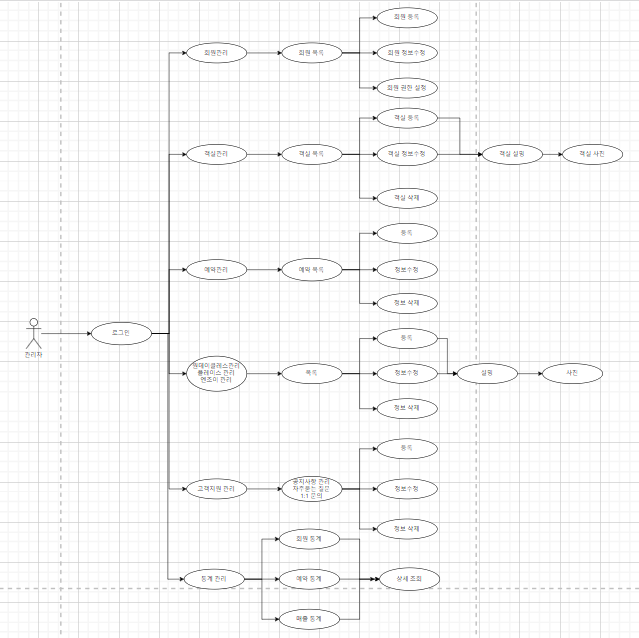 회원 등록
회원관리
회원 목록
회원 정보수정
회원 권한 설정
객실 등록
객실관리
객실 목록
객실 정보수정
객실 설명
객실 사진
객실 삭제
등록
예약관리
예약 목록
정보수정
정보 삭제
관리자
로그인
등록
원데이클래스관리
플레이스 관리
엔조이 관리
목록
정보수정
설명
사진
정보 삭제
등록
고객지원 관리
공지사항 관리
자주묻는 질문
1:1 문의
정보수정
정보 삭제
회원 통계
통계 관리
예약 통계
상세 조회
매출 통계